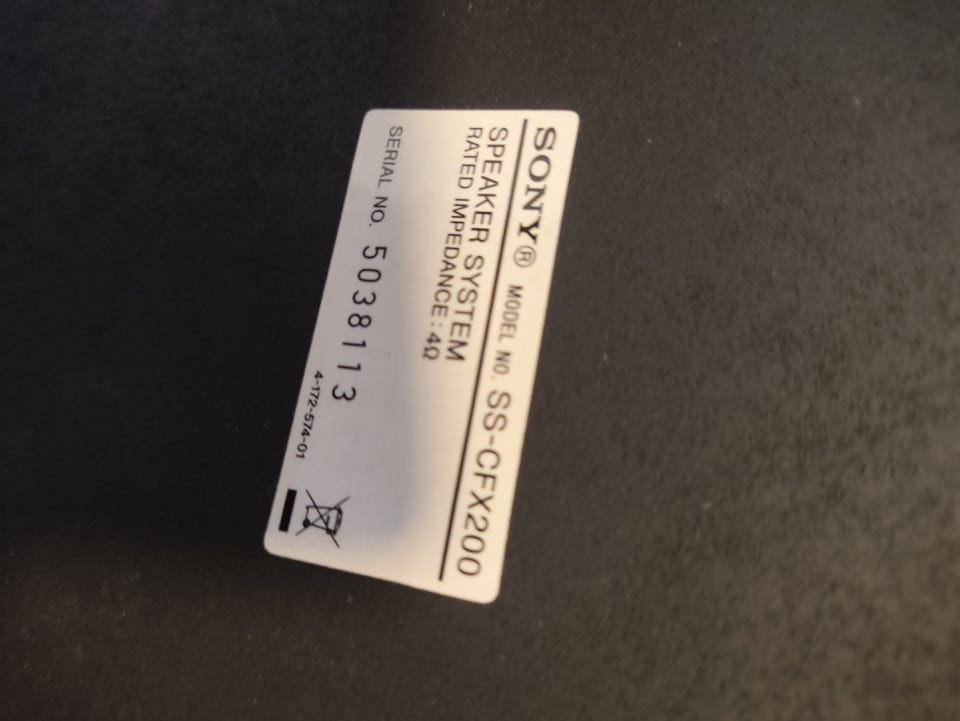 SONY® MODEL NO. SS-CFX200
SPEAKER SYSTEM
RATED IMPEDANCE : 4Ω
SERIAL NO. 5038113
4-172-574-01